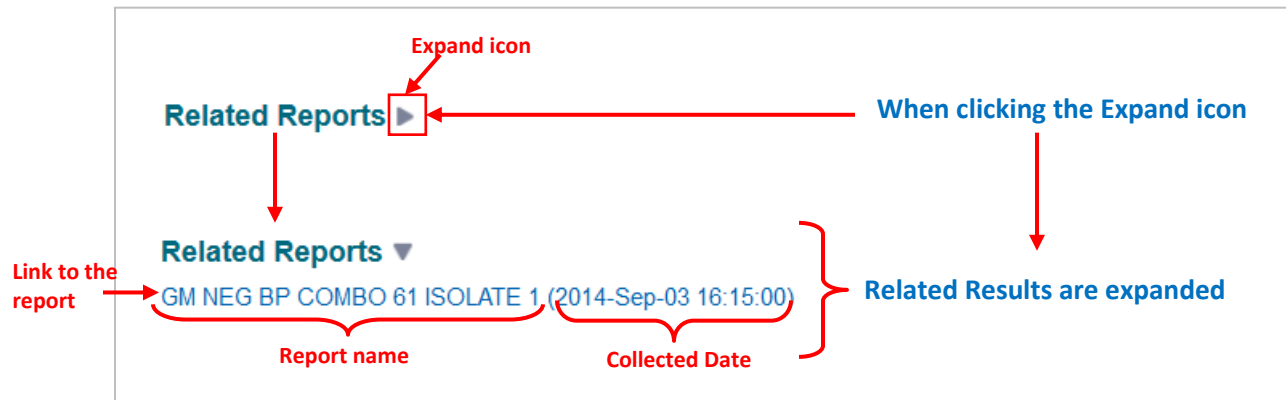 Expand icon
Related Reports
When clicking the Expand icon
Related Reports
Link to the
report
GM NEG BP COMBO 61 ISOLATE 1 (2014-Sep-03 16:15:00)
Related Results are expanded
Report name
Collected Date